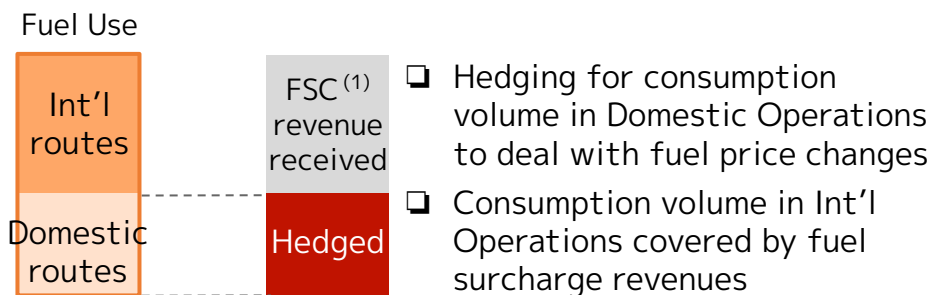 Fuel Use
Int’l
routes
Domestic
routes
FSC (1)
revenue
received
Hedged
❏ Hedging for consumption
volume in Domestic Operations
to deal with fuel price changes
❏ Consumption volume in Int’l
Operations covered by fuel
surcharge revenues